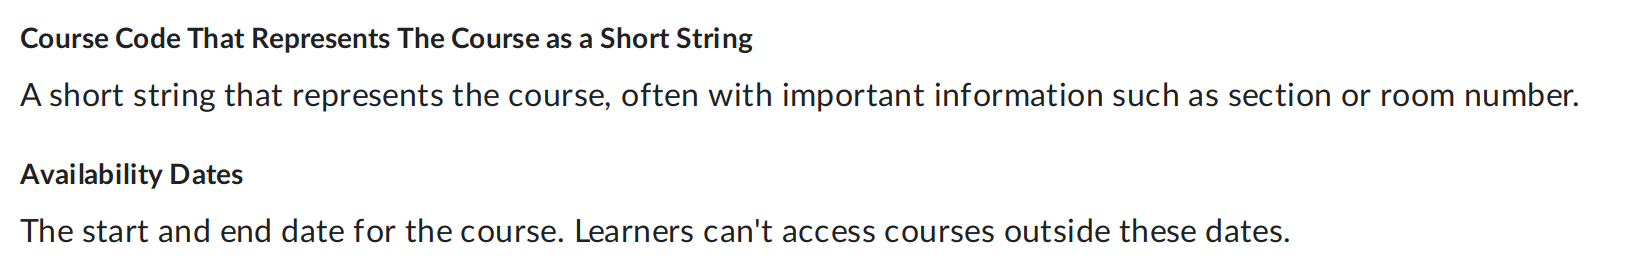 Course Code That Represents The Course as a Short String
A short string that represents the course, often with important information such as section or room number.
Availability Dates
The start and end date for the course. Learners can't access courses outside these dates.